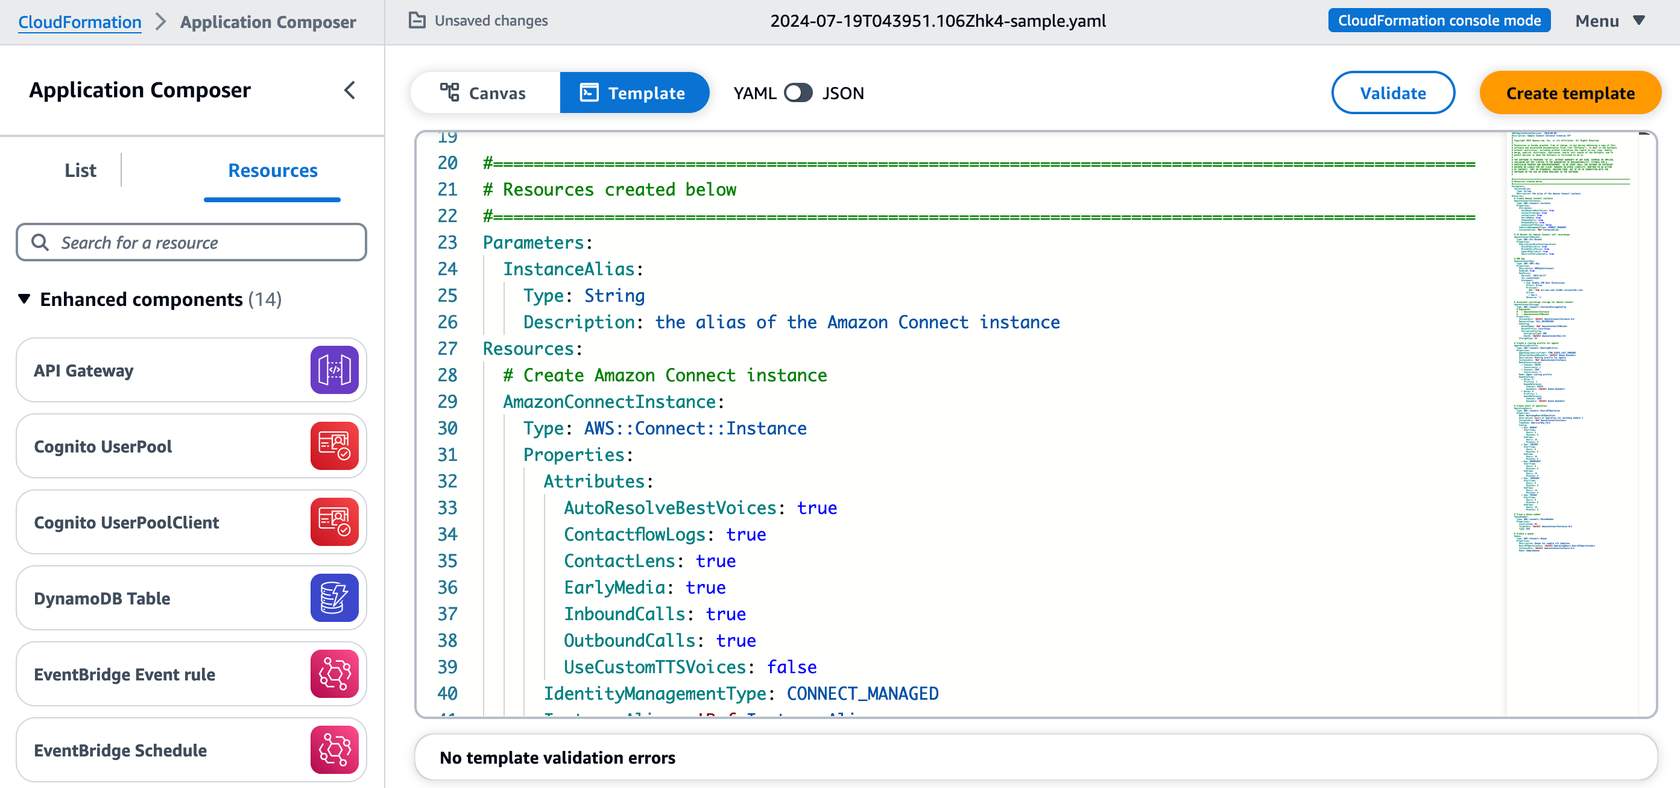 CloudFormation > Application Composer
Unsaved changes
2024-07-19T043951.106Zhk4-sample.yaml
CloudFormation console mode
Menu
Application Composer
List
Resources
Search for a resource
Enhanced components (14)
API Gateway
Cognito UserPool
Cognito UserPoolClient
DynamoDB Table
EventBridge Event rule
EventBridge Schedule
Canvas
Template
YAML
JSON
Validate
Create template
19
20 #=================================================================================================
21 # Resources created below
22 #=================================================================================================
23 Parameters:
24 InstanceAlias:
25 Type: String
26 Description: the alias of the Amazon Connect instance
27 Resources:
28 # Create Amazon Connect instance
29 AmazonConnectInstance:
30 Type: AWS::Connect::Instance
31 Properties:
32 Attributes:
33 AutoResolveBestVoices: true
34 ContactflowLogs: true
35 ContactLens: true
36 EarlyMedia: true
37 InboundCalls: true
38 OutboundCalls: true
39 UseCustomTTSVoices: false
40 IdentityManagementType: CONNECT_MANAGED
No template validation errors